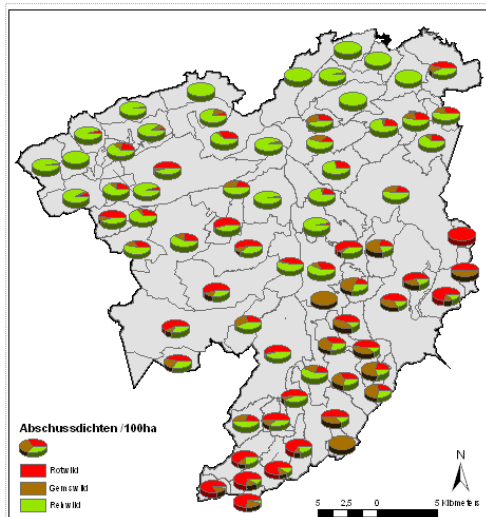 Abschussdichten /100ha
Rotwild
Gamswild
Rehwild
N
5 2,5 0 5 Kilometers